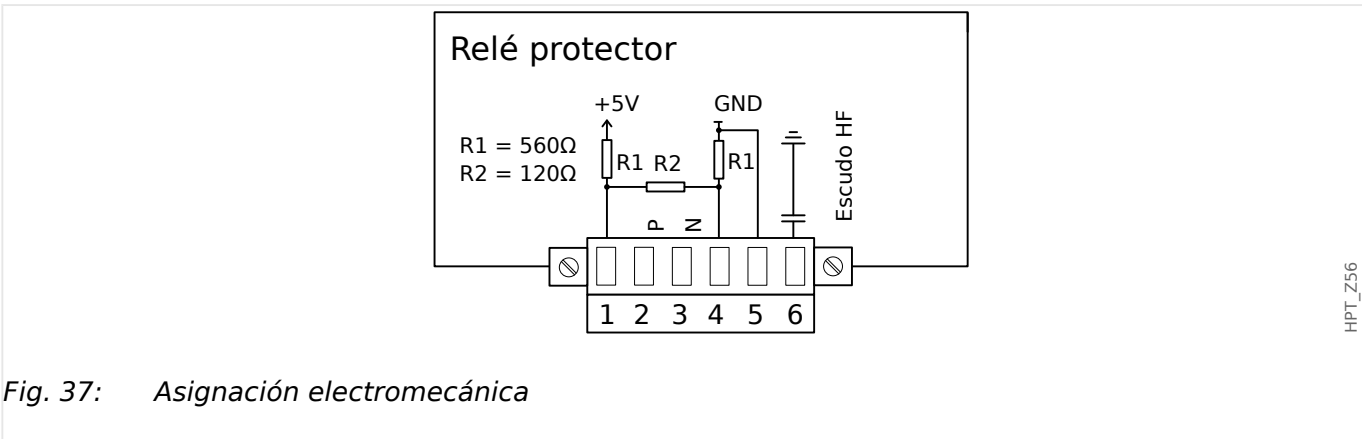 Relé protector
+5V
GND
R1 = 560Ω
R2 = 120Ω
R1
R2
R1
Escudo HF
P
N
1 2 3 4 5 6
HPT_Z56
Fig. 37: Asignación electromecánica